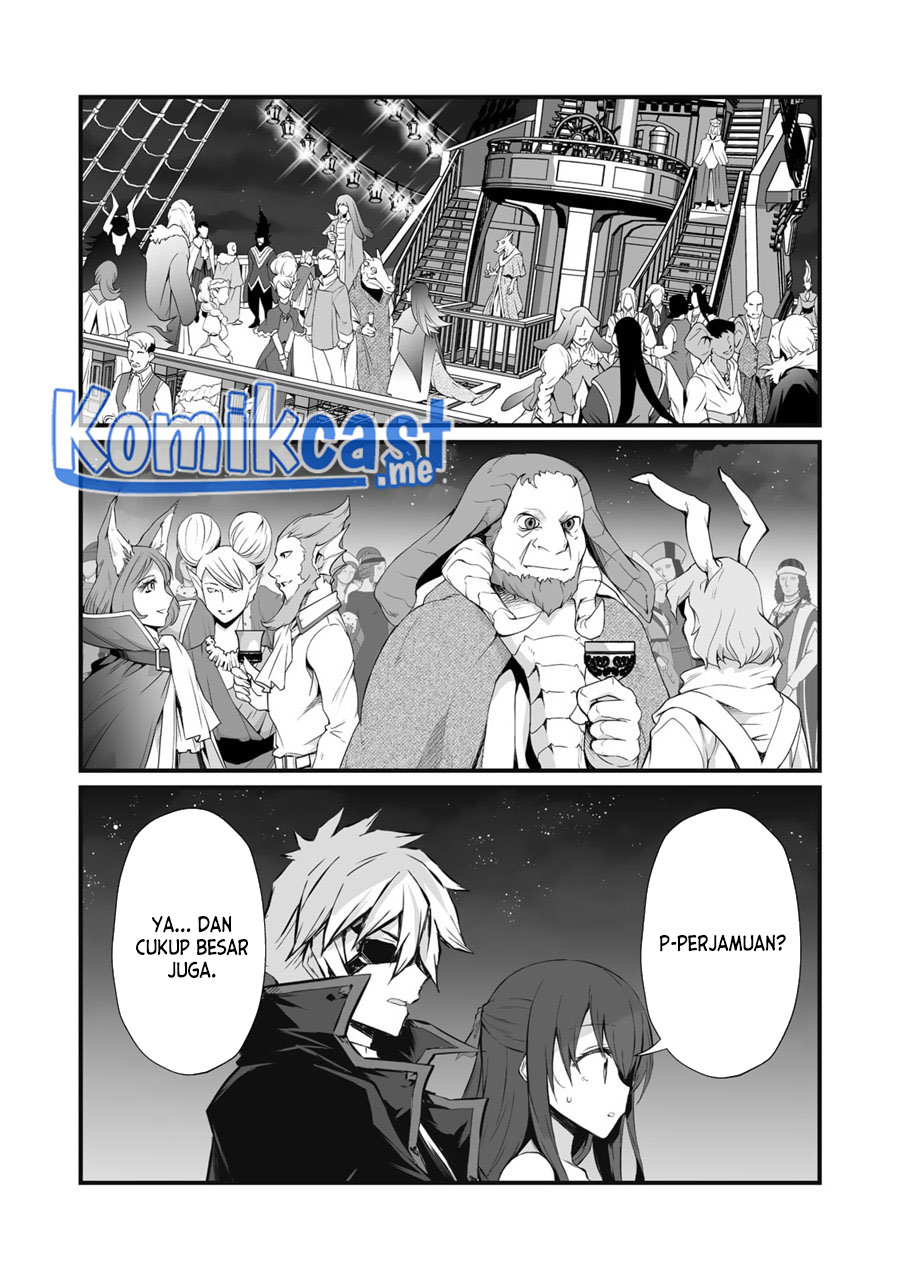 Komikcast
.me
P-PERJAMUAN?
YA... DAN
CUKUP BESAR
JUGA.